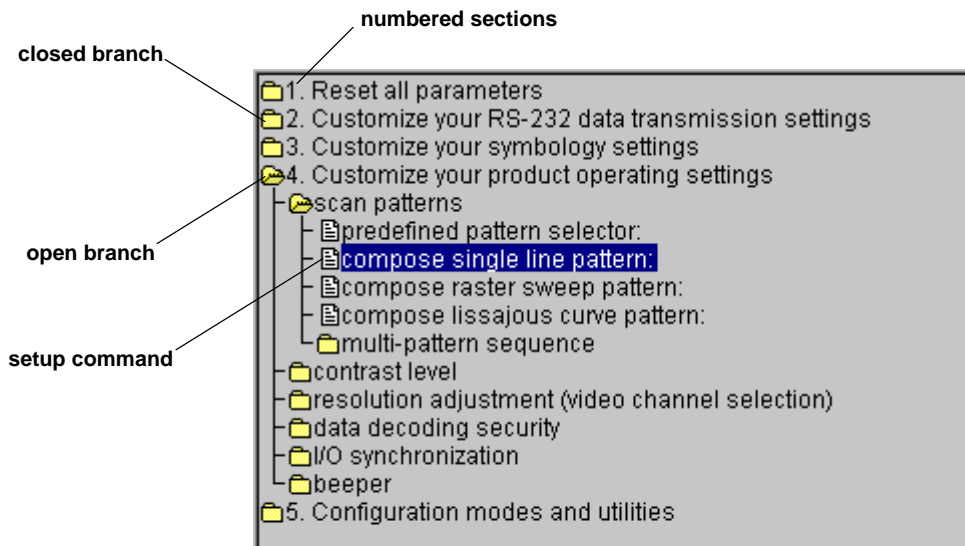 numbered sections
closed branch
1. Reset all parameters
2. Customize your RS-232 data transmission settings
3. Customize your symbology settings
4. Customize your product operating settings
scan patterns
open branch
predefined pattern selector:
compose single line pattern:
compose raster sweep pattern:
compose lissajous curve pattern:
setup command
multi-pattern sequence
contrast level
resolution adjustment (video channel selection)
data decoding security
I/O synchronization
beeper
5. Configuration modes and utilities